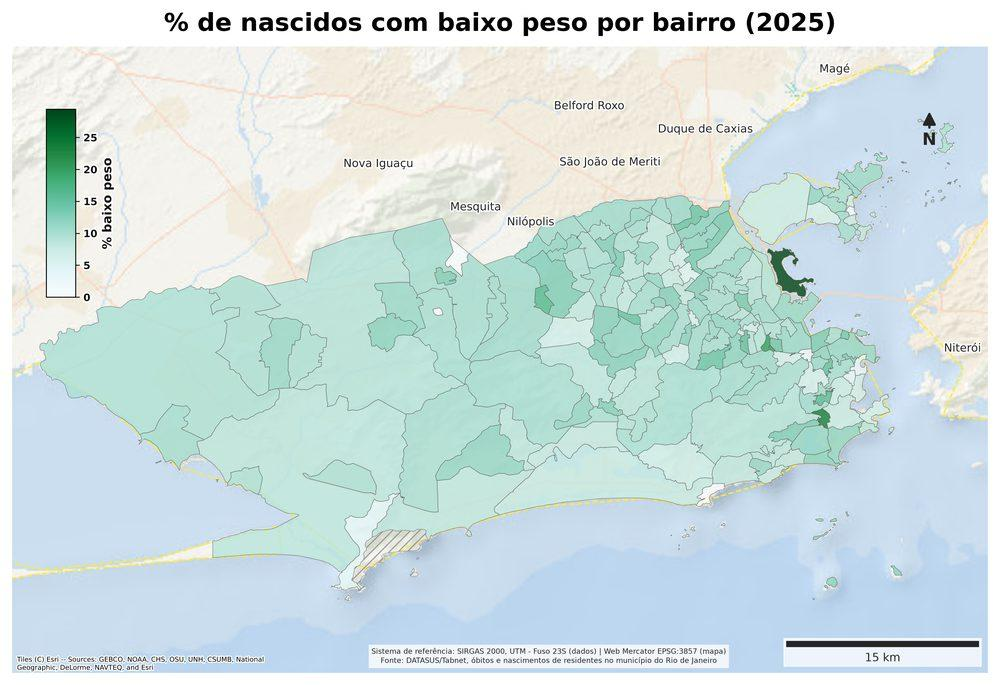 % de nascidos com baixo peso por bairro (2025)
Magé
Belford Roxo
Duque de Caxias
N
Nova Iguaçu
São João de Meriti
Mesquita
Nilópolis
Niterói
25
20
15
10
5
0
% baixo peso
Tiles (C) Esri -- Sources: GEBCO, NOAA, CHS, OSU, UNH, CSUMB, National
Geographic, DeLorme, NAVTEQ, and Esri
Sistema de referência: SIRGAS 2000, UTM - Fuso 23S (dados) | Web Mercator EPSG:3857 (mapa)
Fonte: DATASUS/Tabnet, óbitos e nascimentos de residentes no município do Rio de Janeiro
15 km